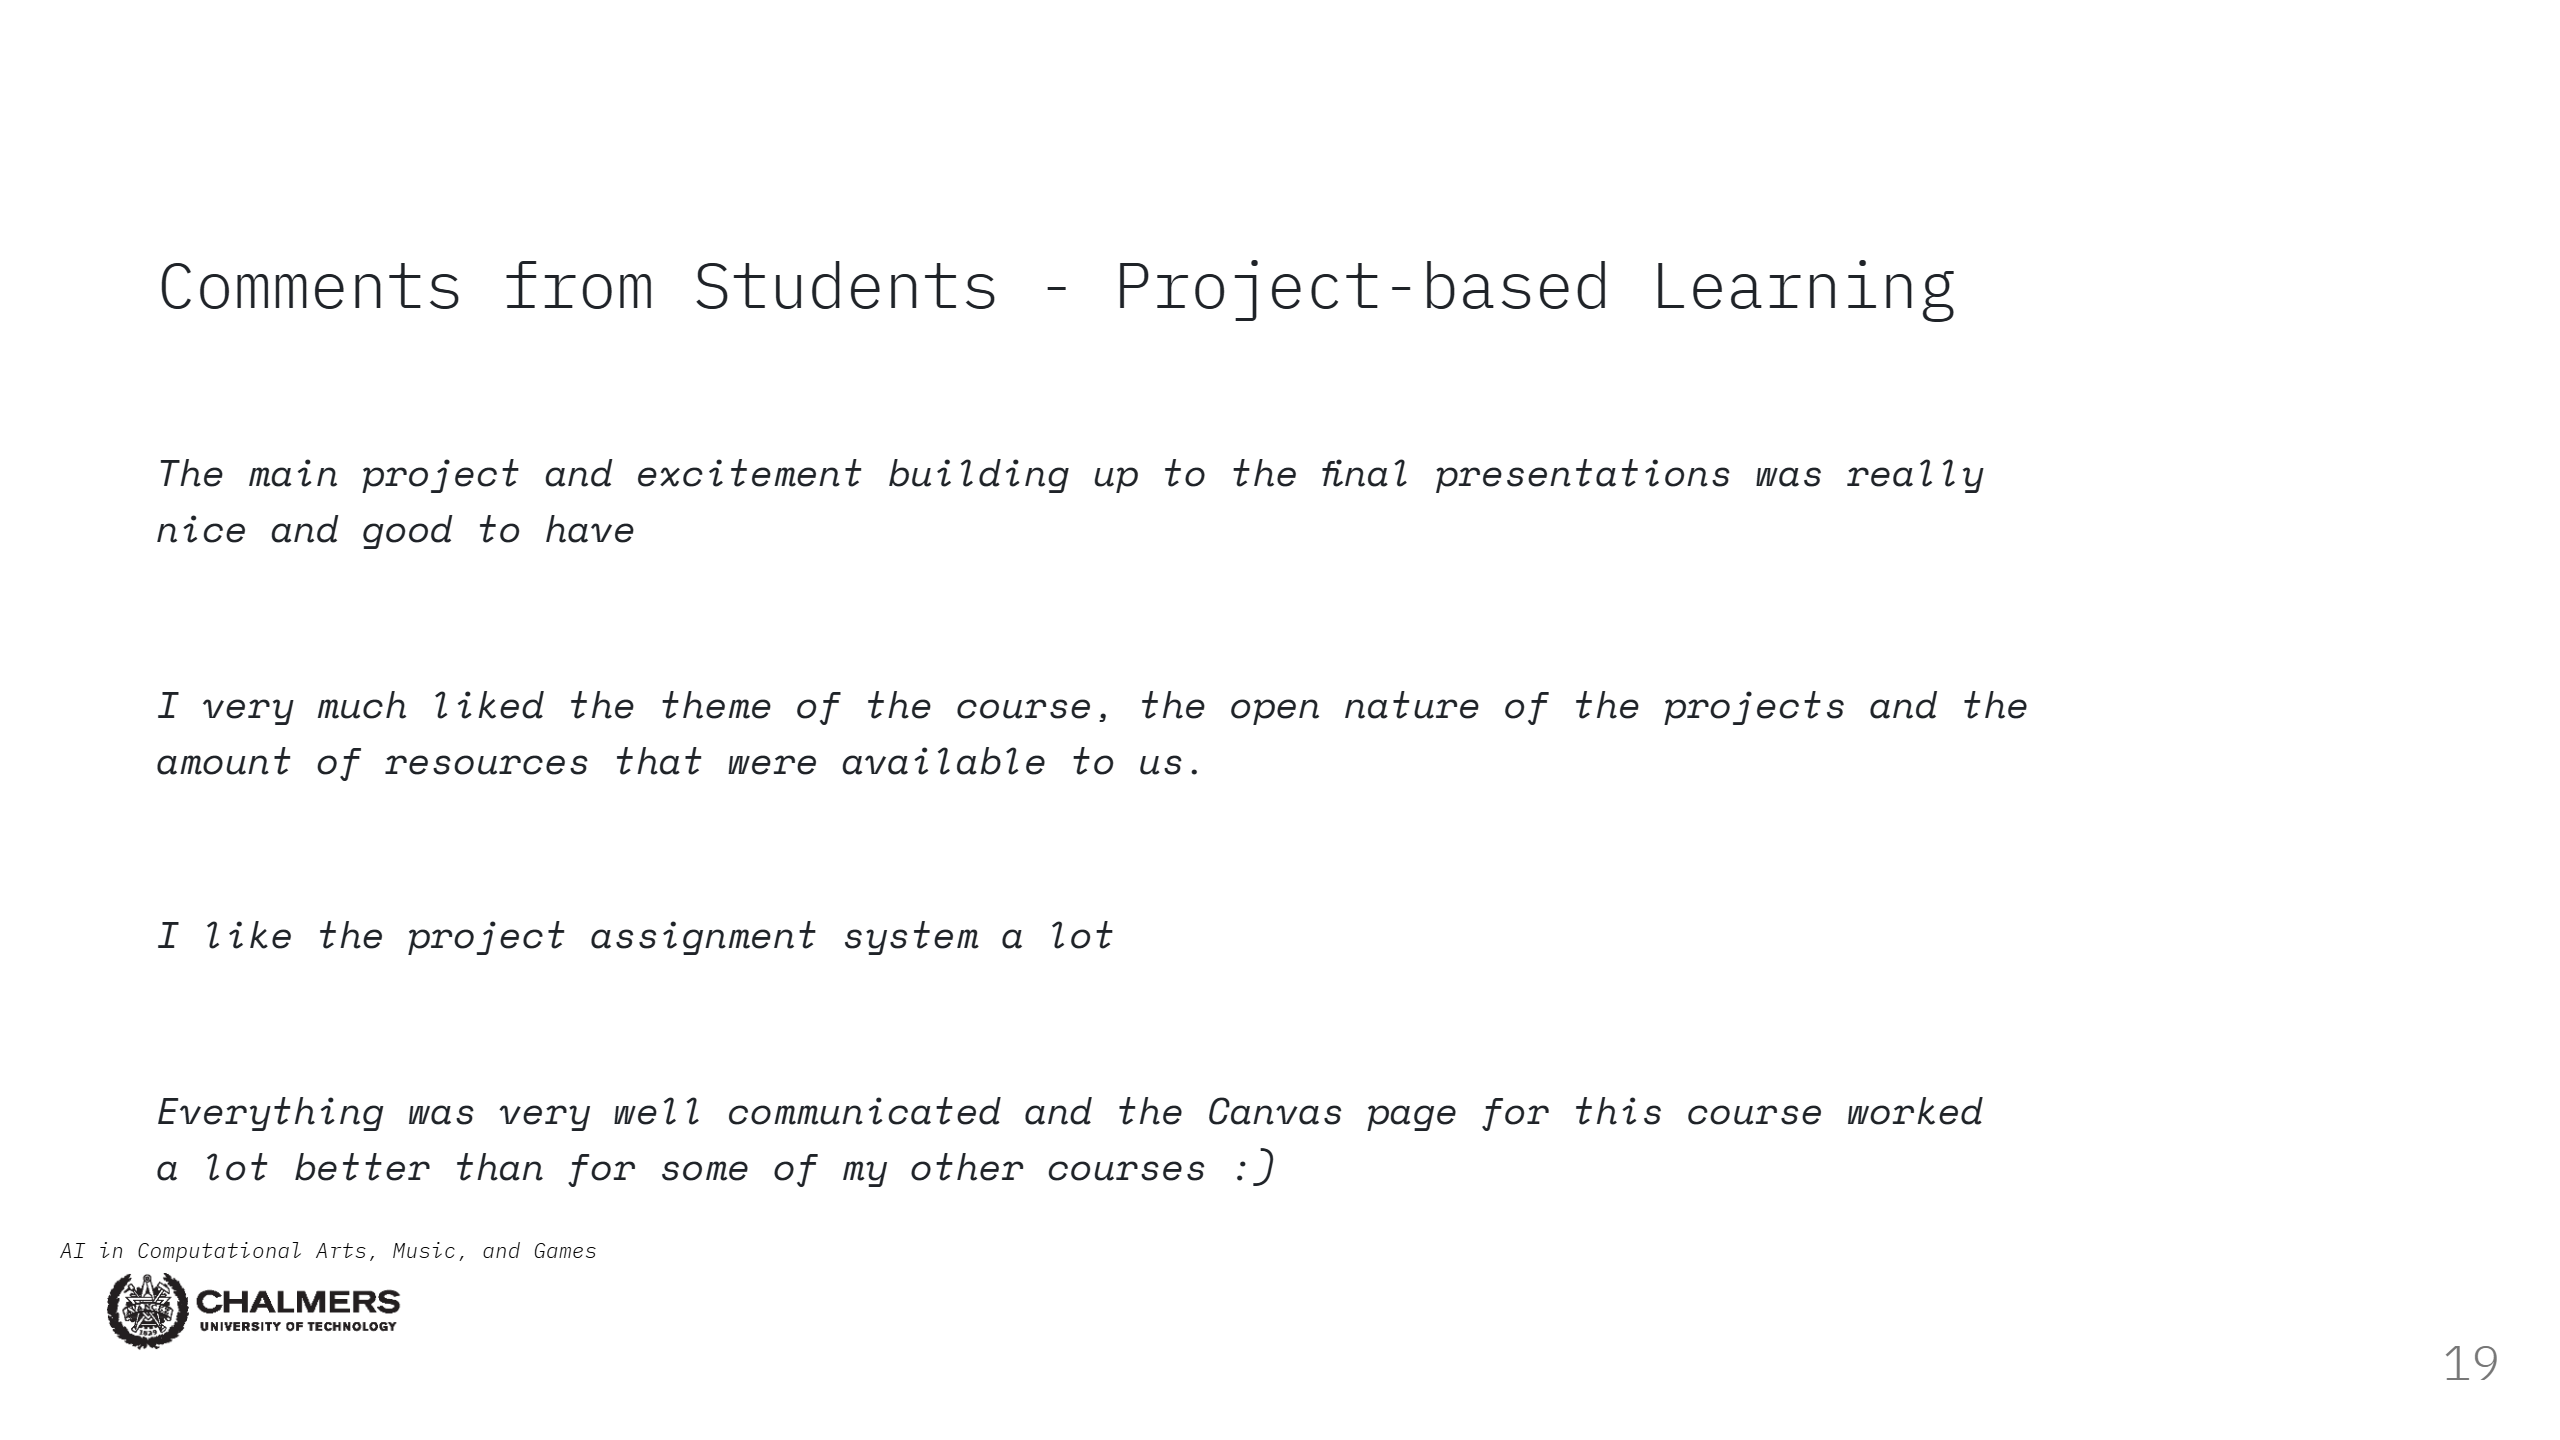 Comments from Students - Project-based Learning
The main project and excitement building up to the final presentations was really
nice and good to have
I very much liked the theme of the course, the open nature of the projects and the
amount of resources that were available to us.
I like the project assignment system a lot
Everything was very well communicated and the Canvas page for this course worked
a lot better than for some of my other courses :)
AI in Computational Arts, Music, and Games
AVANCEZ
1829
CHALMERS
UNIVERSITY OF TECHNOLOGY
19